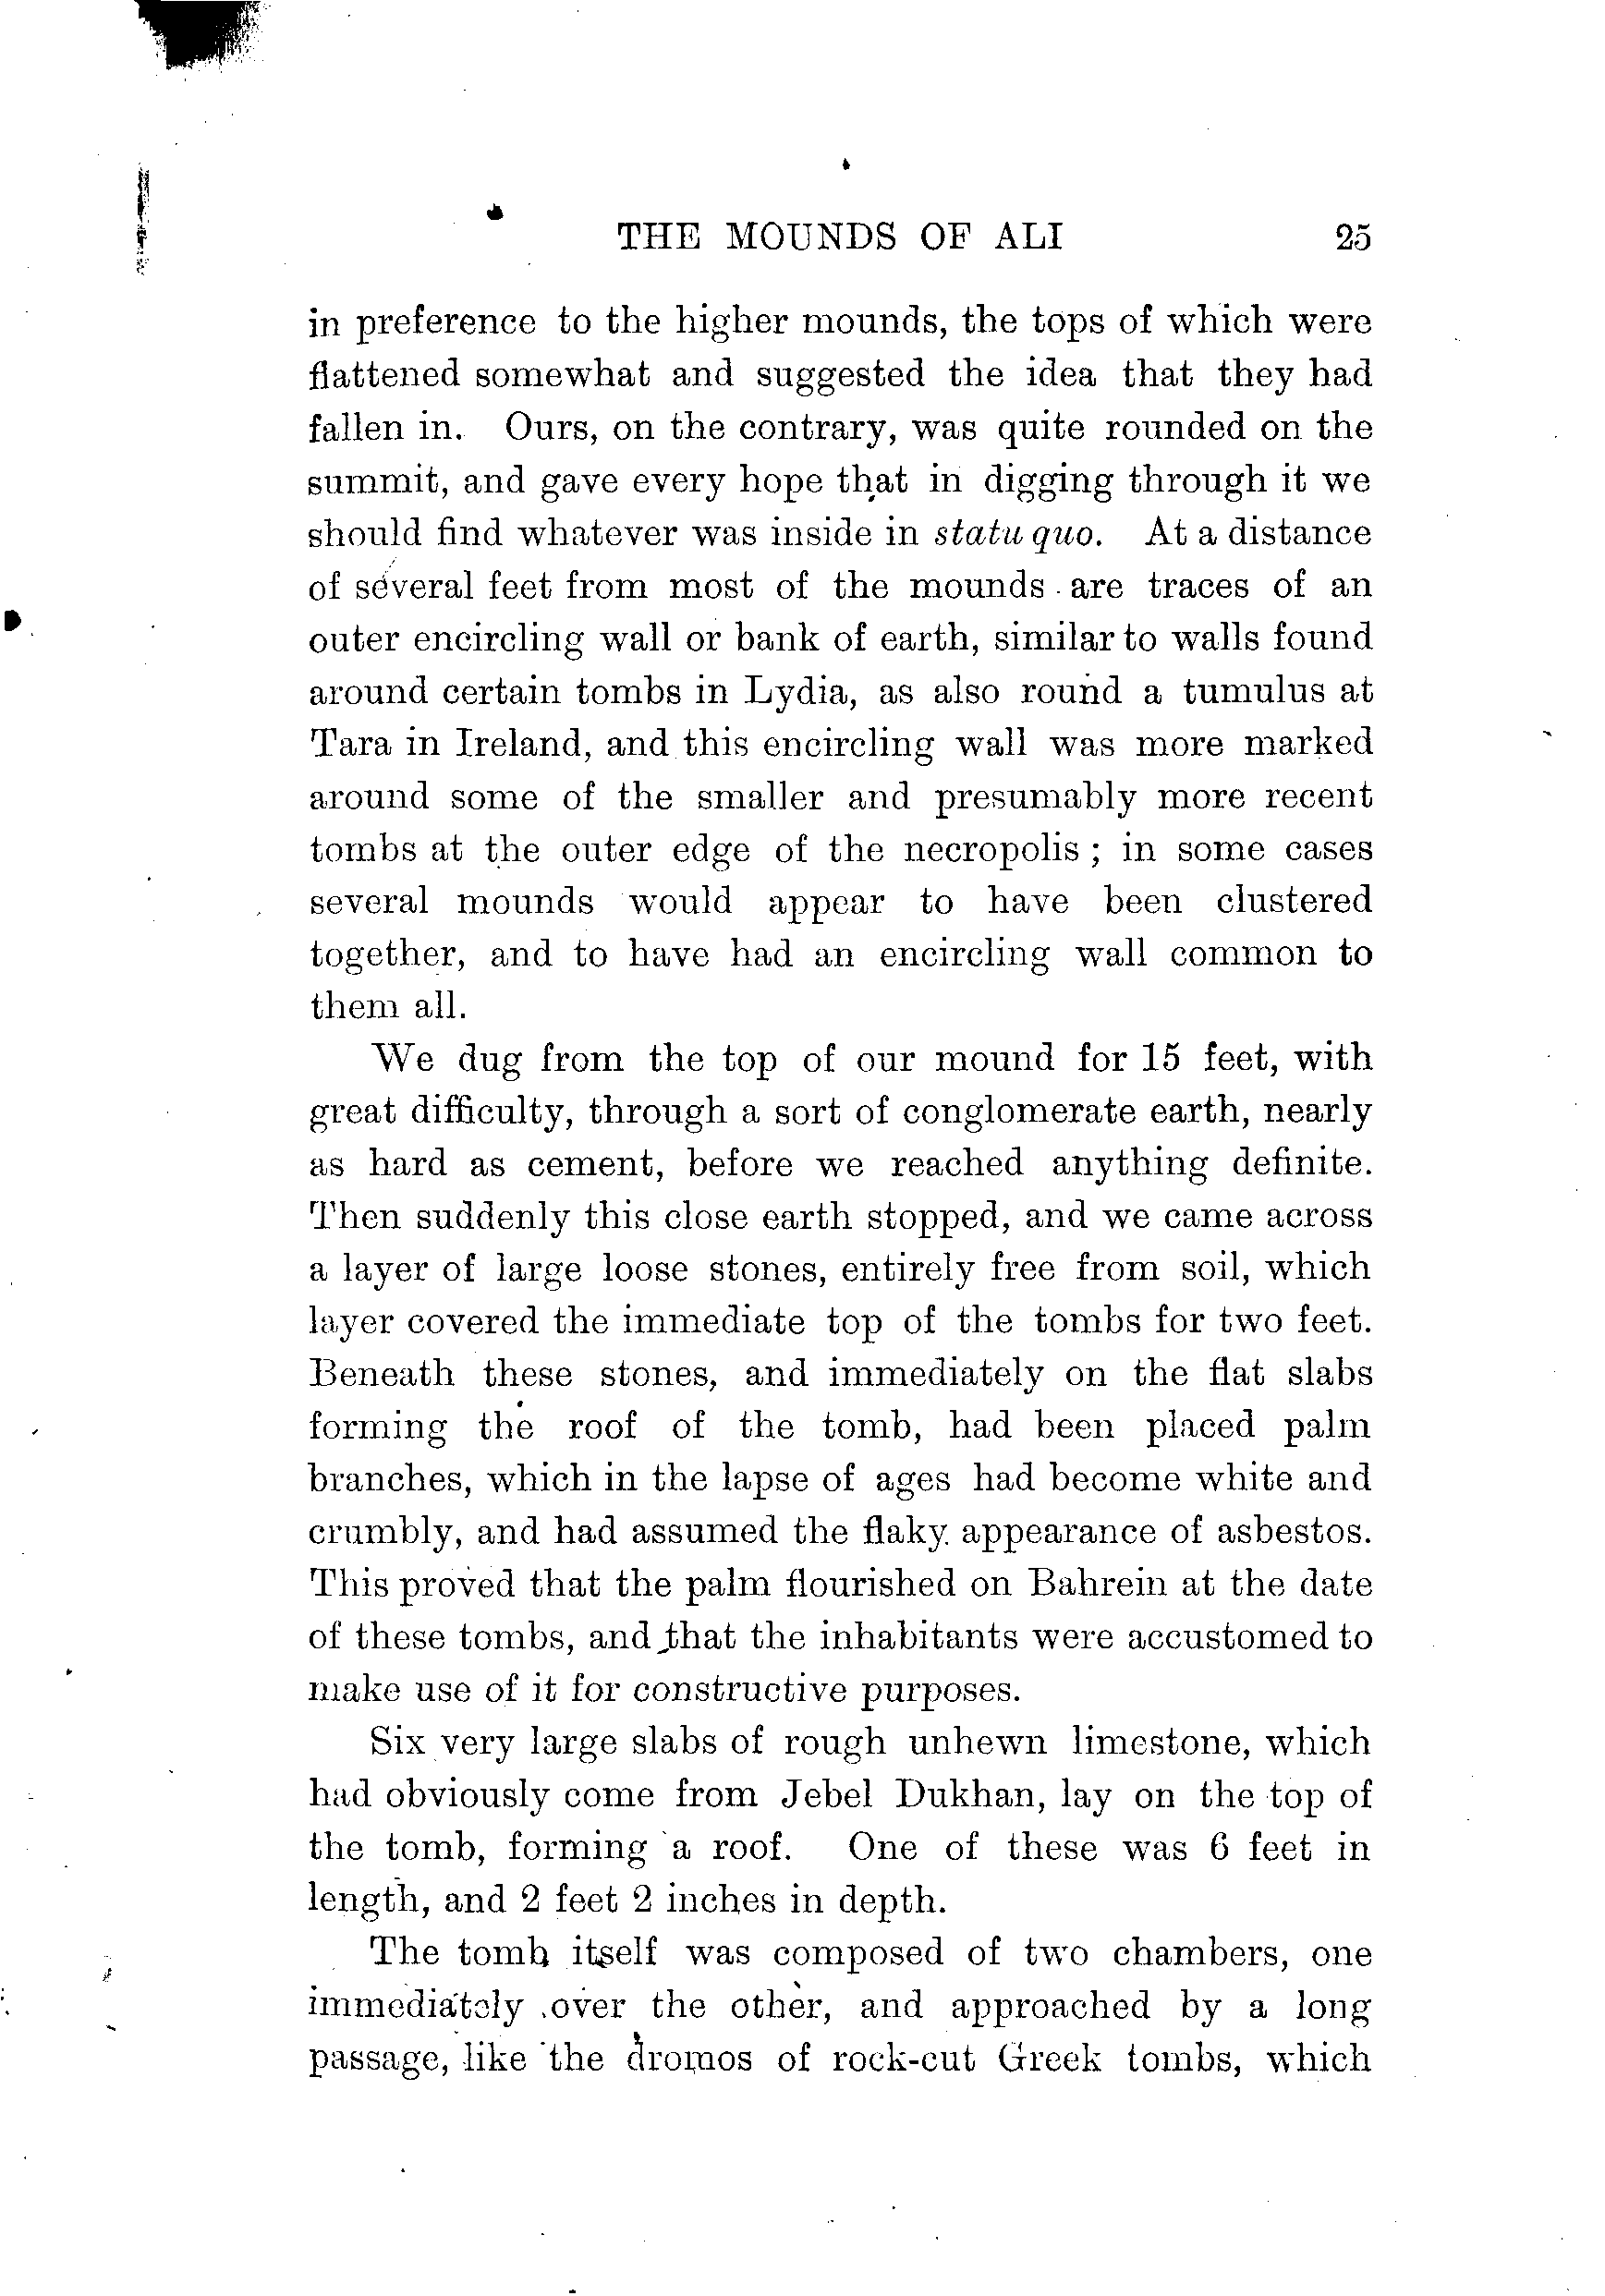 THE MOUNDS OF ALI 25
in preference to the higher mounds, the tops of which were
flattened somewhat and suggested the idea that they had
fallen in. Ours, on the contrary, was quite rounded on the
summit, and gave every hope that in digging through it we
should find whatever was inside in statu quo. At a distance
of several feet from most of the mounds are traces of an
outer encircling wall or bank of earth, similar to walls found
around certain tombs in Lydia, as also round a tumulus at
Tara in Ireland, and this encircling wall was more marked
around some of the smaller and presumably more recent
tombs at the outer edge of the necropolis; in some cases
several mounds would appear to have been clustered
together, and to have had an encircling wall common to
them all.
We dug from the top of our mound for 15 feet, with
great difficulty, through a sort of conglomerate earth, nearly
as hard as cement, before we reached anything definite.
Then suddenly this close earth stopped, and we came across
a layer of large loose stones, entirely free from soil, which
layer covered the immediate top of the tombs for two feet.
Beneath these stones, and immediately on the flat slabs
forming the roof of the tomb, had been placed palm
branches, which in the lapse of ages had become white and
crumbly, and had assumed the flaky appearance of asbestos.
This proved that the palm flourished on Bahrein at the date
of these tombs, and that the inhabitants were accustomed to
make use of it for constructive purposes.
Six very large slabs of rough unhewn limestone, which
had obviously come from Jebel Dukhan, lay on the top of
the tomb, forming a roof. One of these was 6 feet in
length, and 2 feet 2 inches in depth.
The tomb itself was composed of two chambers, one
immediately over the other, and approached by a long
passage, like the dromos of rock-cut Greek tombs, which